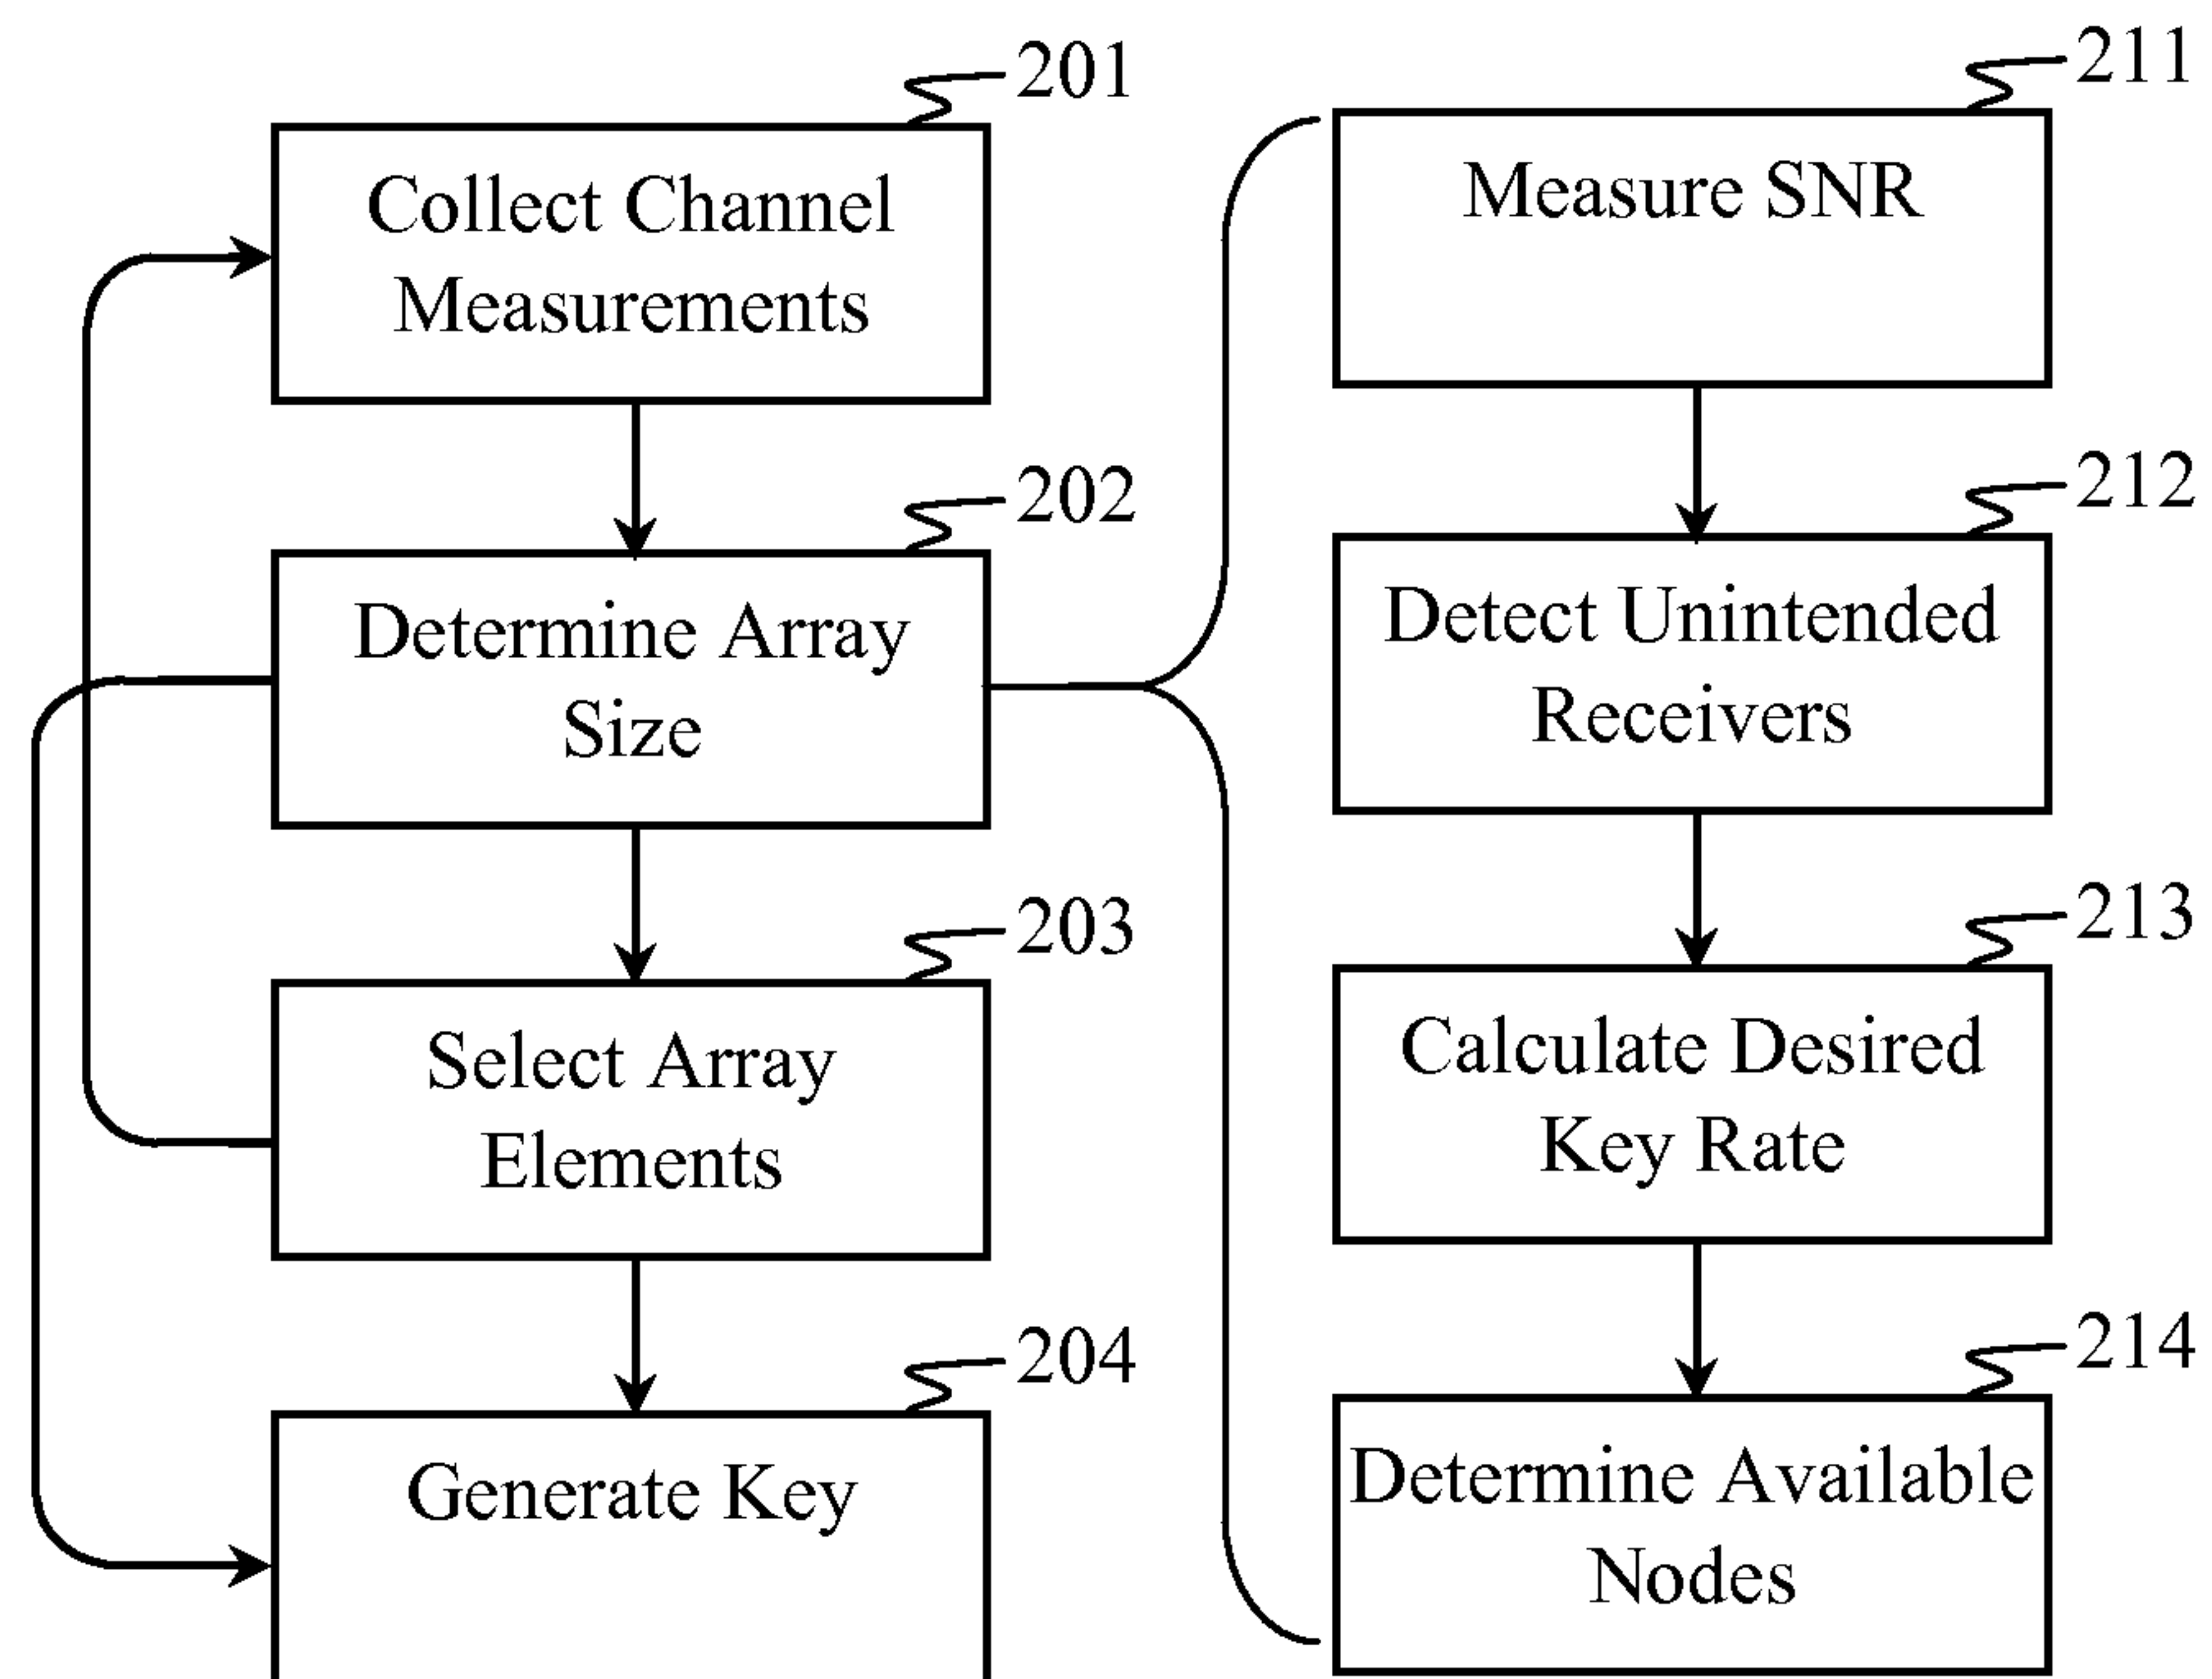 201
Collect Channel
Measurements
202
Determine Array
Size
203
Select Array
Elements
204
Generate Key
211
Measure SNR
212
Detect Unintended
Receivers
213
Calculate Desired
Key Rate
214
Determine Available
Nodes